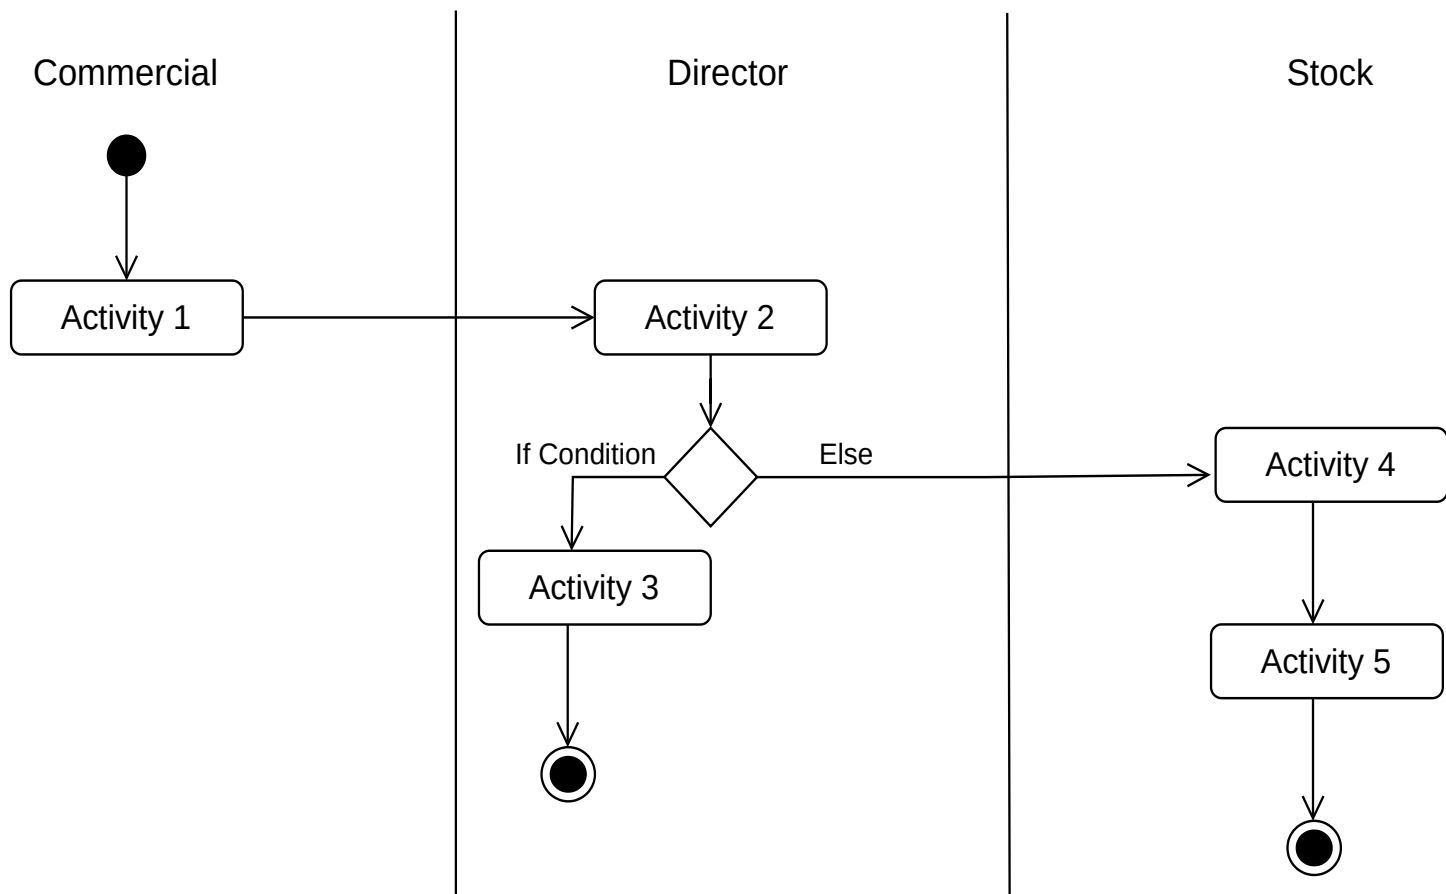 Commercial
Director
Stock
Activity 1
Activity 2
If Condition
Else
Activity 4
Activity 3
Activity 5